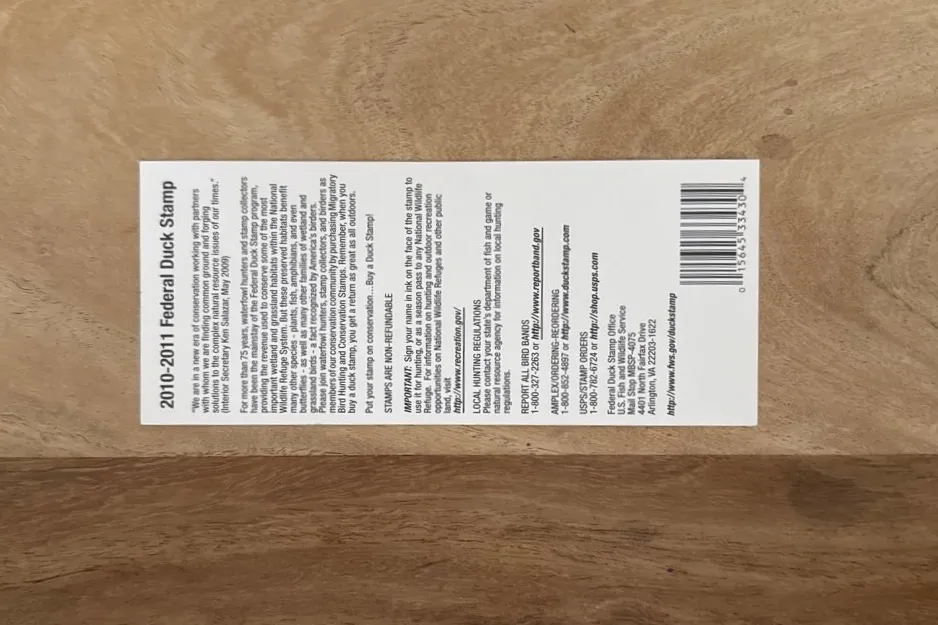 2010-2011 Federal Duck Stamp
"We are in a new era of conservation working with partners
with whom we are finding common ground and forging
solutions to the complex natural resource issues of our times."
(Interior Secretary Ken Salazar, May 2009)
For more than 75 years, waterfowl hunters and stamp collectors
have been the mainstay of the Federal Duck Stamp program,
providing the revenue used to conserve some of the most
important wetland and grassland habitats within the National
Wildlife Refuge System. But these preserved habitats benefit
many other species - plants, fish, amphibians, and even
butterflies - as well as many other families of wetland and
grassland birds - a fact recognized by America's birders.
Please join waterfowl hunters, stamp collectors, and birders as
members of our conservation community by purchasing Migratory
Bird Hunting and Conservation Stamps. Remember, when you
buy a duck stamp, you get a return as great as all outdoors.
Put your stamp on conservation...Buy a Duck Stamp!
STAMPS ARE NON-REFUNDABLE
IMPORTANT: Sign your name in ink on the face of the stamp to
use it for hunting, or as a season pass to any National Wildlife
Refuge. For information on hunting and outdoor recreation
opportunities on National Wildlife Refuges and other public
land, visit
http://www.recreation.gov/
LOCAL HUNTING REGULATIONS
Please contact your state's department of fish and game or
natural resource agency for information on local hunting
regulations.
REPORT ALL BIRD BANDS
1-800-327-2263 or http://www.reportband.gov
AMPLEX/ORDERING-REORDERING
1-800-852-4897 or http://www.duckstamp.com
USPS/STAMP ORDERS
1-800-782-6724 or http://shop.usps.com
Federal Duck Stamp Office
U.S. Fish and Wildlife Service
Mail Stop MBSP-4075
4401 North Fairfax Drive
Arlington, VA 22203-1622
http://www.fws.gov/duckstamp
0 15645 33430 4